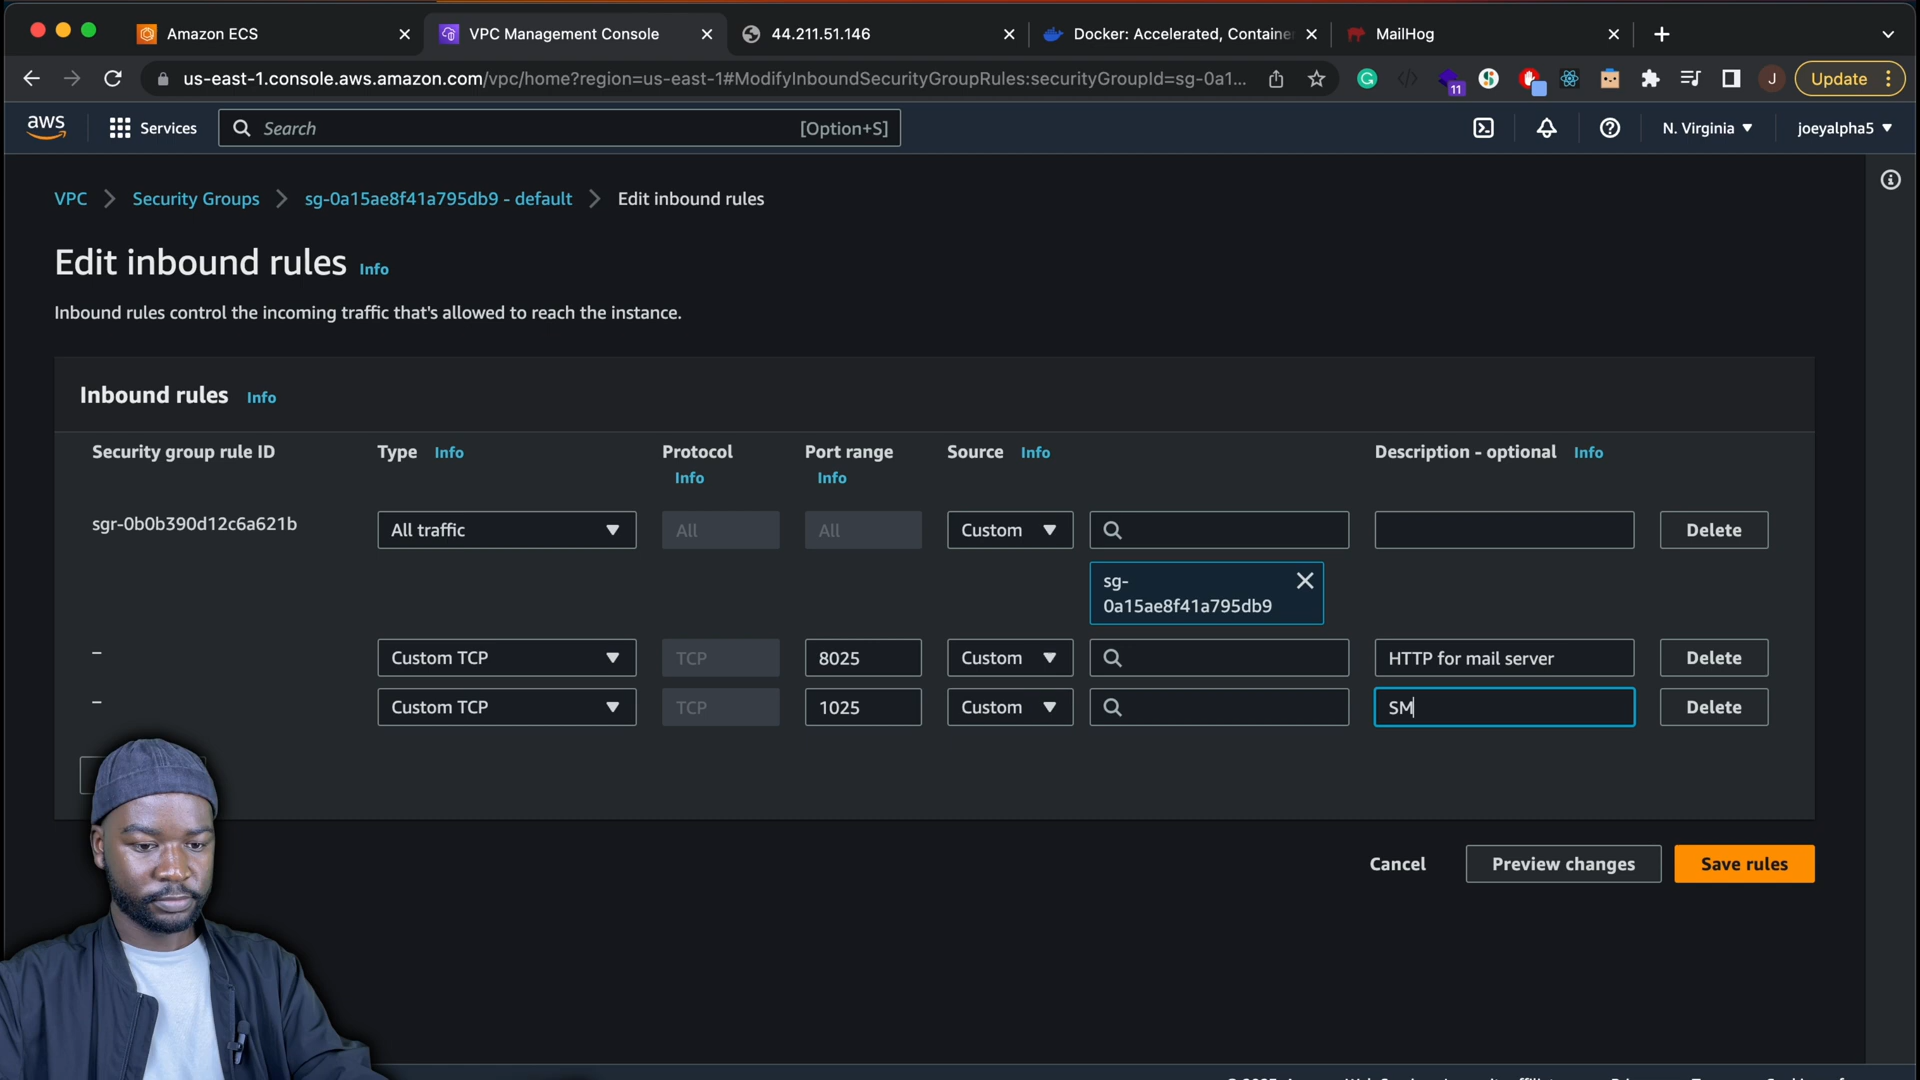 Amazon ECS
VPC Management Console
44.211.51.146
Docker: Accelerated, Containe
MailHog
us-east-1.console.aws.amazon.com/vpc/home?region=us-east-1#ModifyInboundSecurityGroupRules:securityGroupId=sg-0a1...
11
J
Update
aws
Services
Search
[Option+S]
N. Virginia
joeyalpha5
VPC
Security Groups
sg-0a15ae8f41a795db9 - default
Edit inbound rules
Edit inbound rules Info
Inbound rules control the incoming traffic that's allowed to reach the instance.
Inbound rules Info
Security group rule ID
Type Info
Protocol Info
Port range Info
Source Info
Description - optional Info
sgr-0b0b390d12c6a621b
All traffic
All
All
Custom
Delete
sg-
0a15ae8f41a795db9
–
Custom TCP
TCP
8025
Custom
HTTP for mail server
Delete
–
Custom TCP
TCP
1025
Custom
SM
Delete
Cancel
Preview changes
Save rules